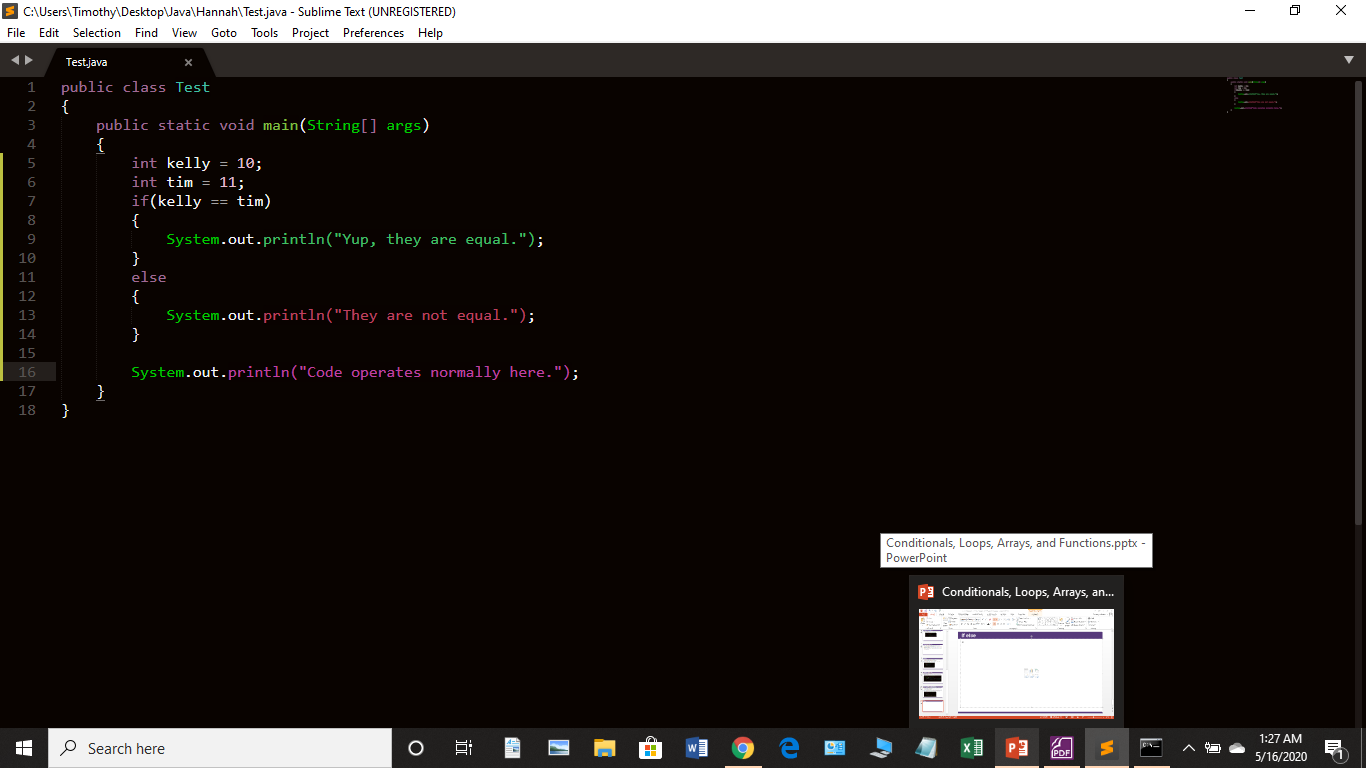 C:\Users\Timothy\Desktop\Java\Hannah\Test.java - Sublime Text (UNREGISTERED)
File Edit Selection Find View Goto Tools Project Preferences Help
Test.java
1 public class Test
2 {
3 public static void main(String[] args)
4 {
5 int kelly = 10;
6 int tim = 11;
7 if(kelly == tim)
8 {
9 System.out.println("Yup, they are equal.");
10 }
11 else
12 {
13 System.out.println("They are not equal.");
14 }
15
16 System.out.println("Code operates normally here.");
17 }
18 }
Conditionals, Loops, Arrays, and Functions.pptx -
PowerPoint
Conditionals, Loops, Arrays, an...
If else
Search here
PDF
1:27 AM
5/16/2020
1